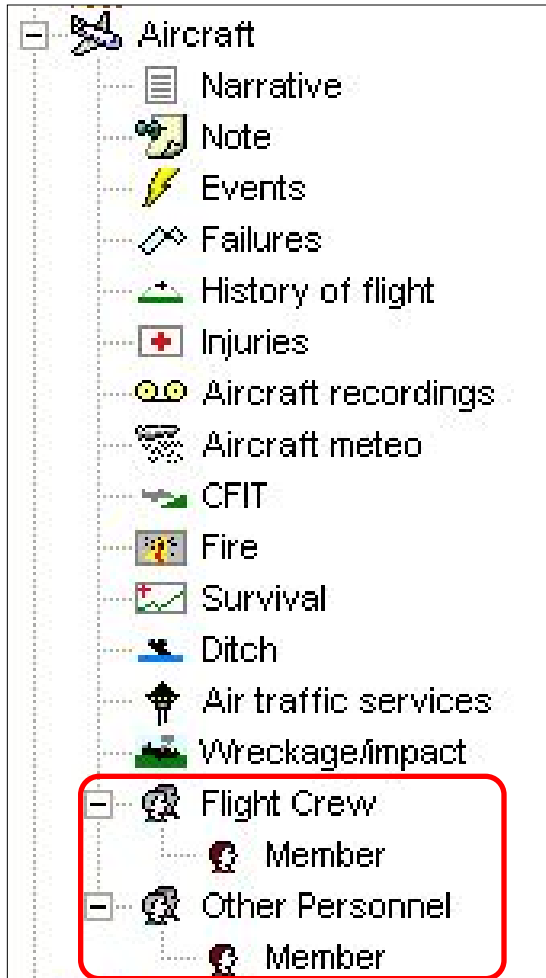 Aircraft
Narrative
Note
Events
Failures
History of flight
Injuries
Aircraft recordings
Aircraft meteo
CFIT
Fire
Survival
Ditch
Air traffic services
Wreckage/impact
Flight Crew
Member
Other Personnel
Member